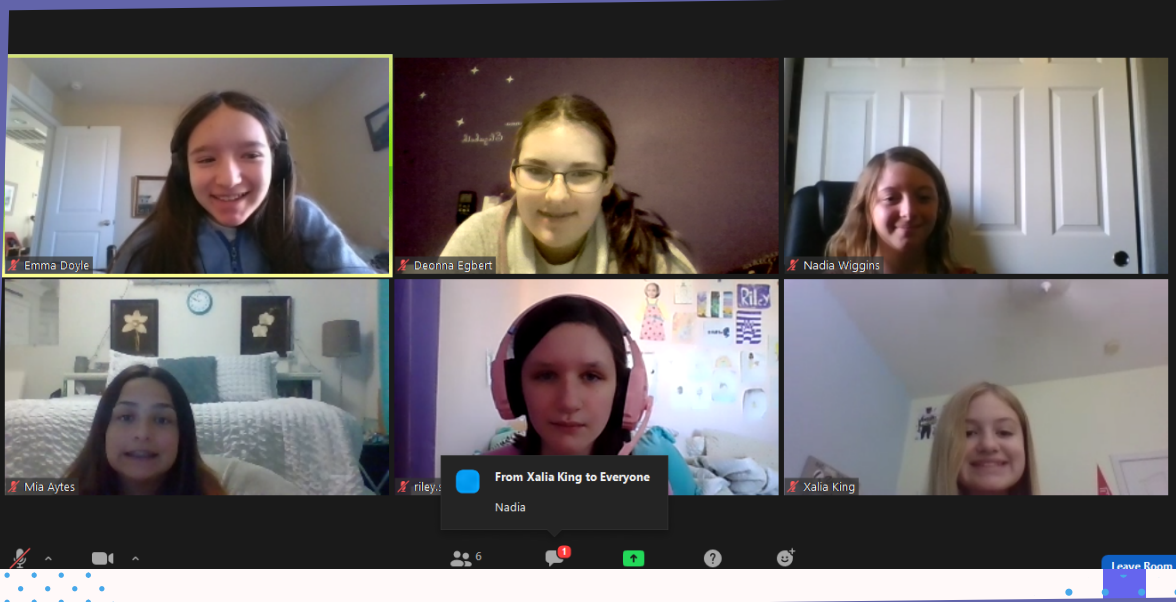 Emma Doyle
Deonna Egbert
Nadia Wiggins
Riley
Mia Aytes
riley.s
Xalia King
From Xalia King to Everyone
Nadia
6
1
Leave Room